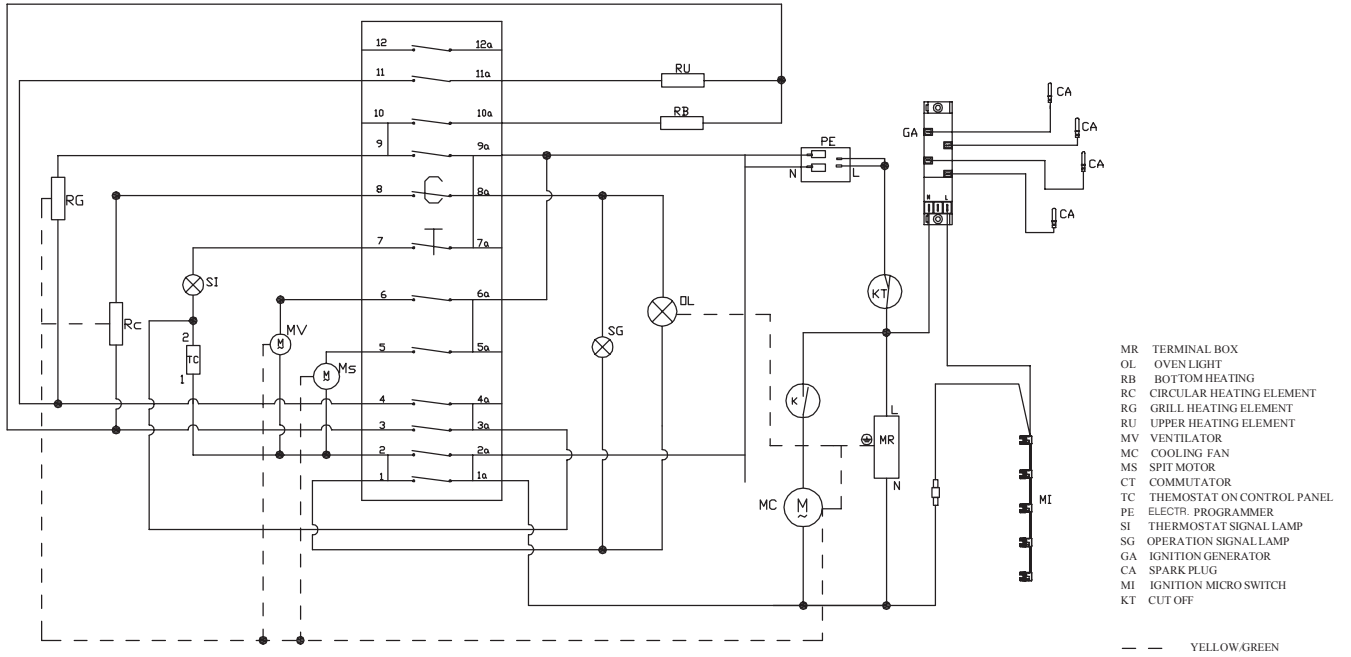 12 12a
11 11a RU
10 10a RB
9 9a PE
N L
8 8a
RG
7 7a
SI
6 6a
MV
OL
SG
KT
Rc
2
TC
1
5 5a
M
M Ms
4 4a
3 3a
2 2a
1 1a
K
L
MR
N
MC M
~
GA
N L
CA
CA
CA
CA
MI
MR TERMINAL BOX
OL OVEN LIGHT
RB BOTTOM HEATING
RC CIRCULAR HEATING ELEMENT
RG GRILL HEATING ELEMENT
RU UPPER HEATING ELEMENT
MV VENTILATOR
MC COOLING FAN
MS SPIT MOTOR
CT COMMUTATOR
TC THEMOSTAT ON CONTROL PANEL
PE ELECTR. PROGRAMMER
SI THERMOSTAT SIGNAL LAMP
SG OPERATION SIGNAL LAMP
GA IGNITION GENERATOR
CA SPARK PLUG
MI IGNITION MICRO SWITCH
KT CUT OFF
YELLOW/GREEN